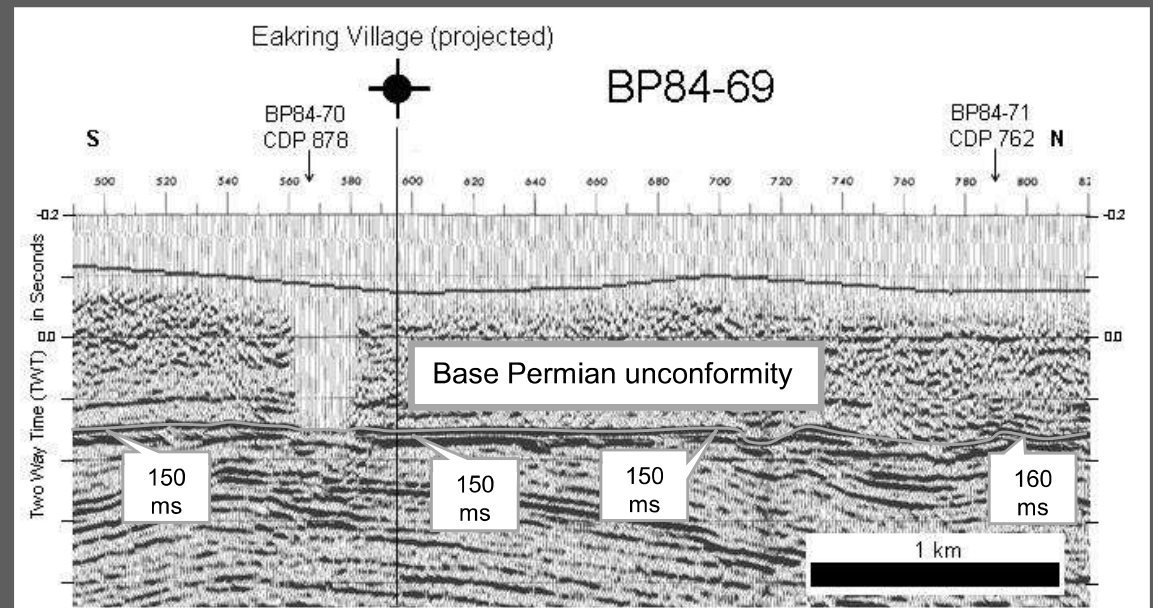 Eakring Village (projected)
BP84-69
BP84-70
CDP 878
BP84-71
CDP 762
S
N
500 520 540 560 580 600 620 640 660 680 700 720 740 760 780 800 82
-0.2
-0.2
0.0
0.0
Two Way Time (TWT) in Seconds
Base Permian unconformity
150
ms
150
ms
150
ms
160
ms
1 km